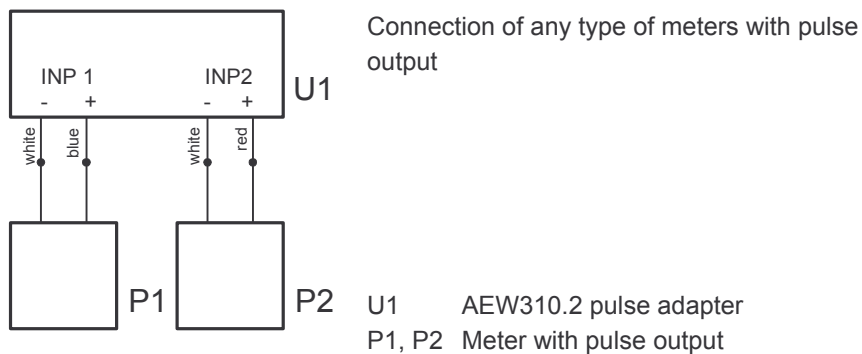 Connection of any type of meters with pulse
output
INP 1 INP2
- + - +
U1
white blue white red
P1 P2
U1 AEW310.2 pulse adapter
P1, P2 Meter with pulse output